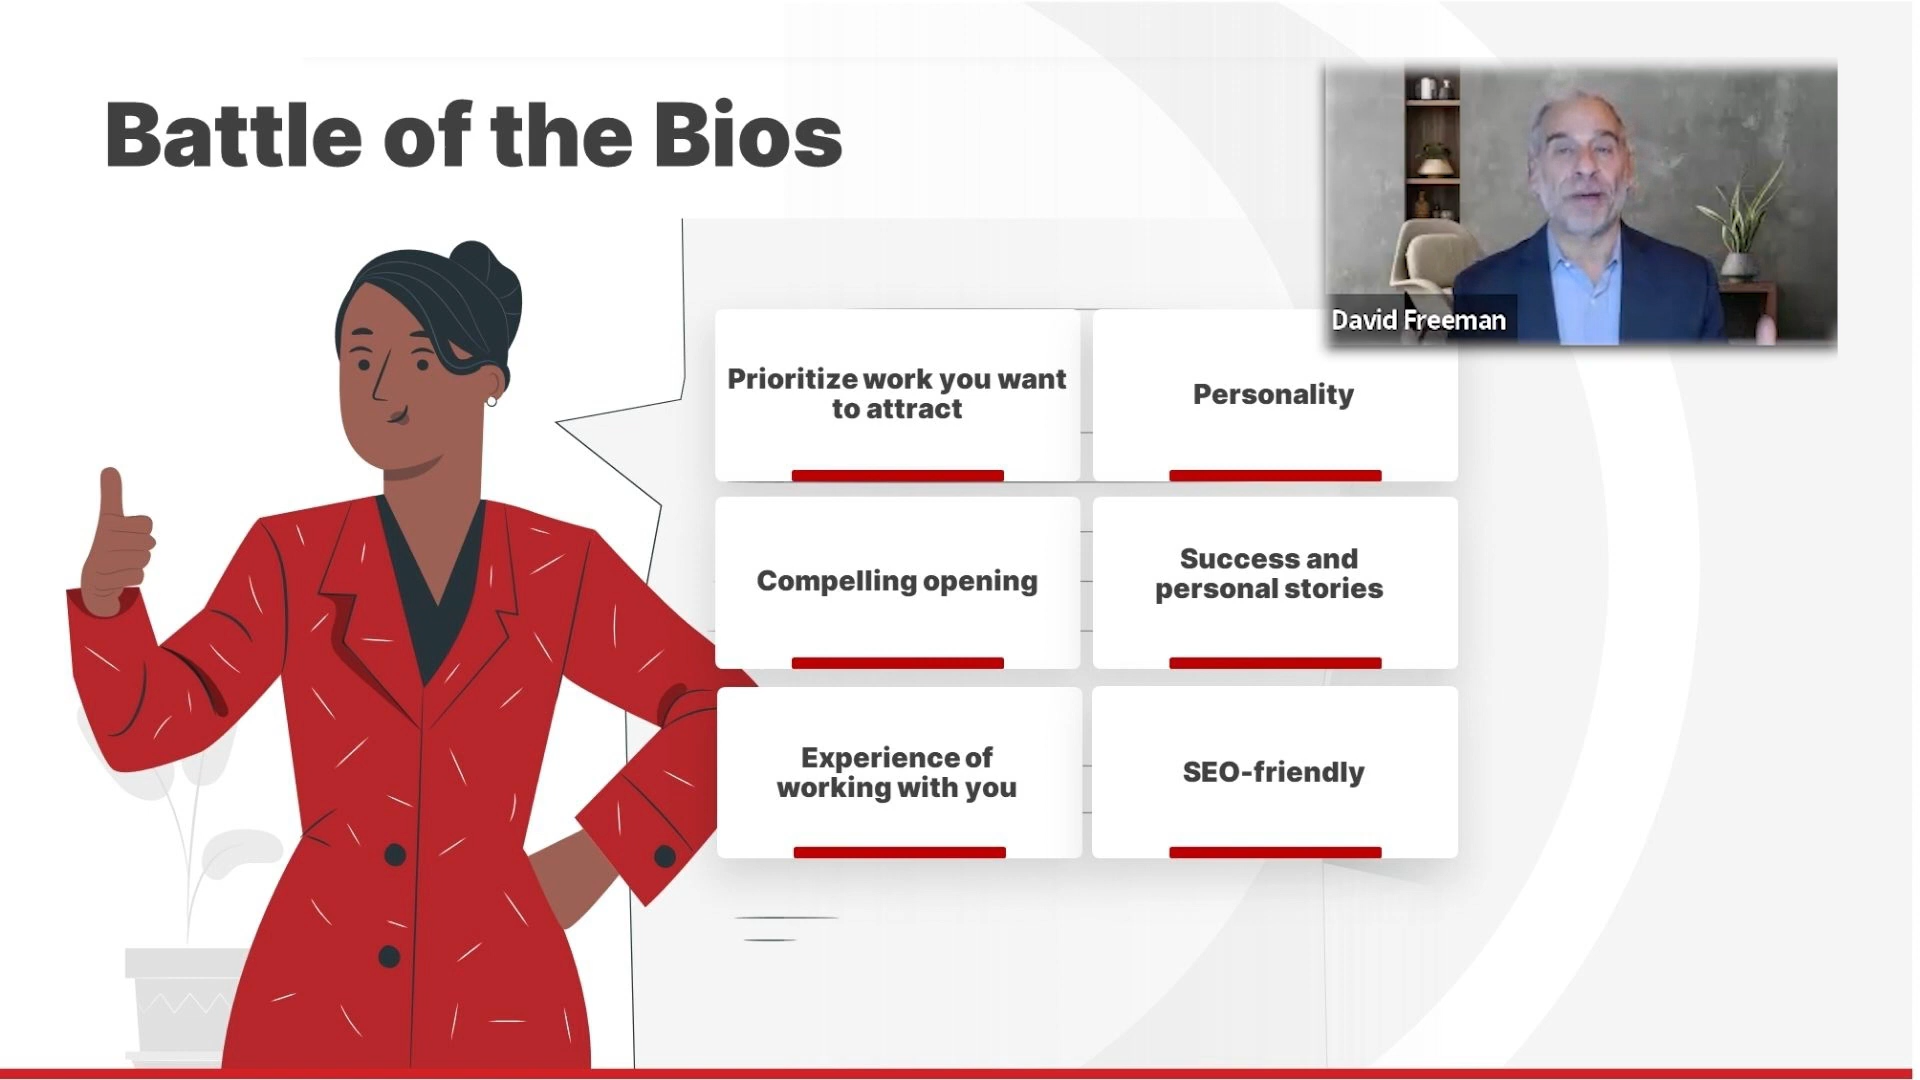 Battle of the Bios
David Freeman
Prioritize work you want
to attract
Personality
Compelling opening
Success and
personal stories
Experience of
working with you
SEO-friendly